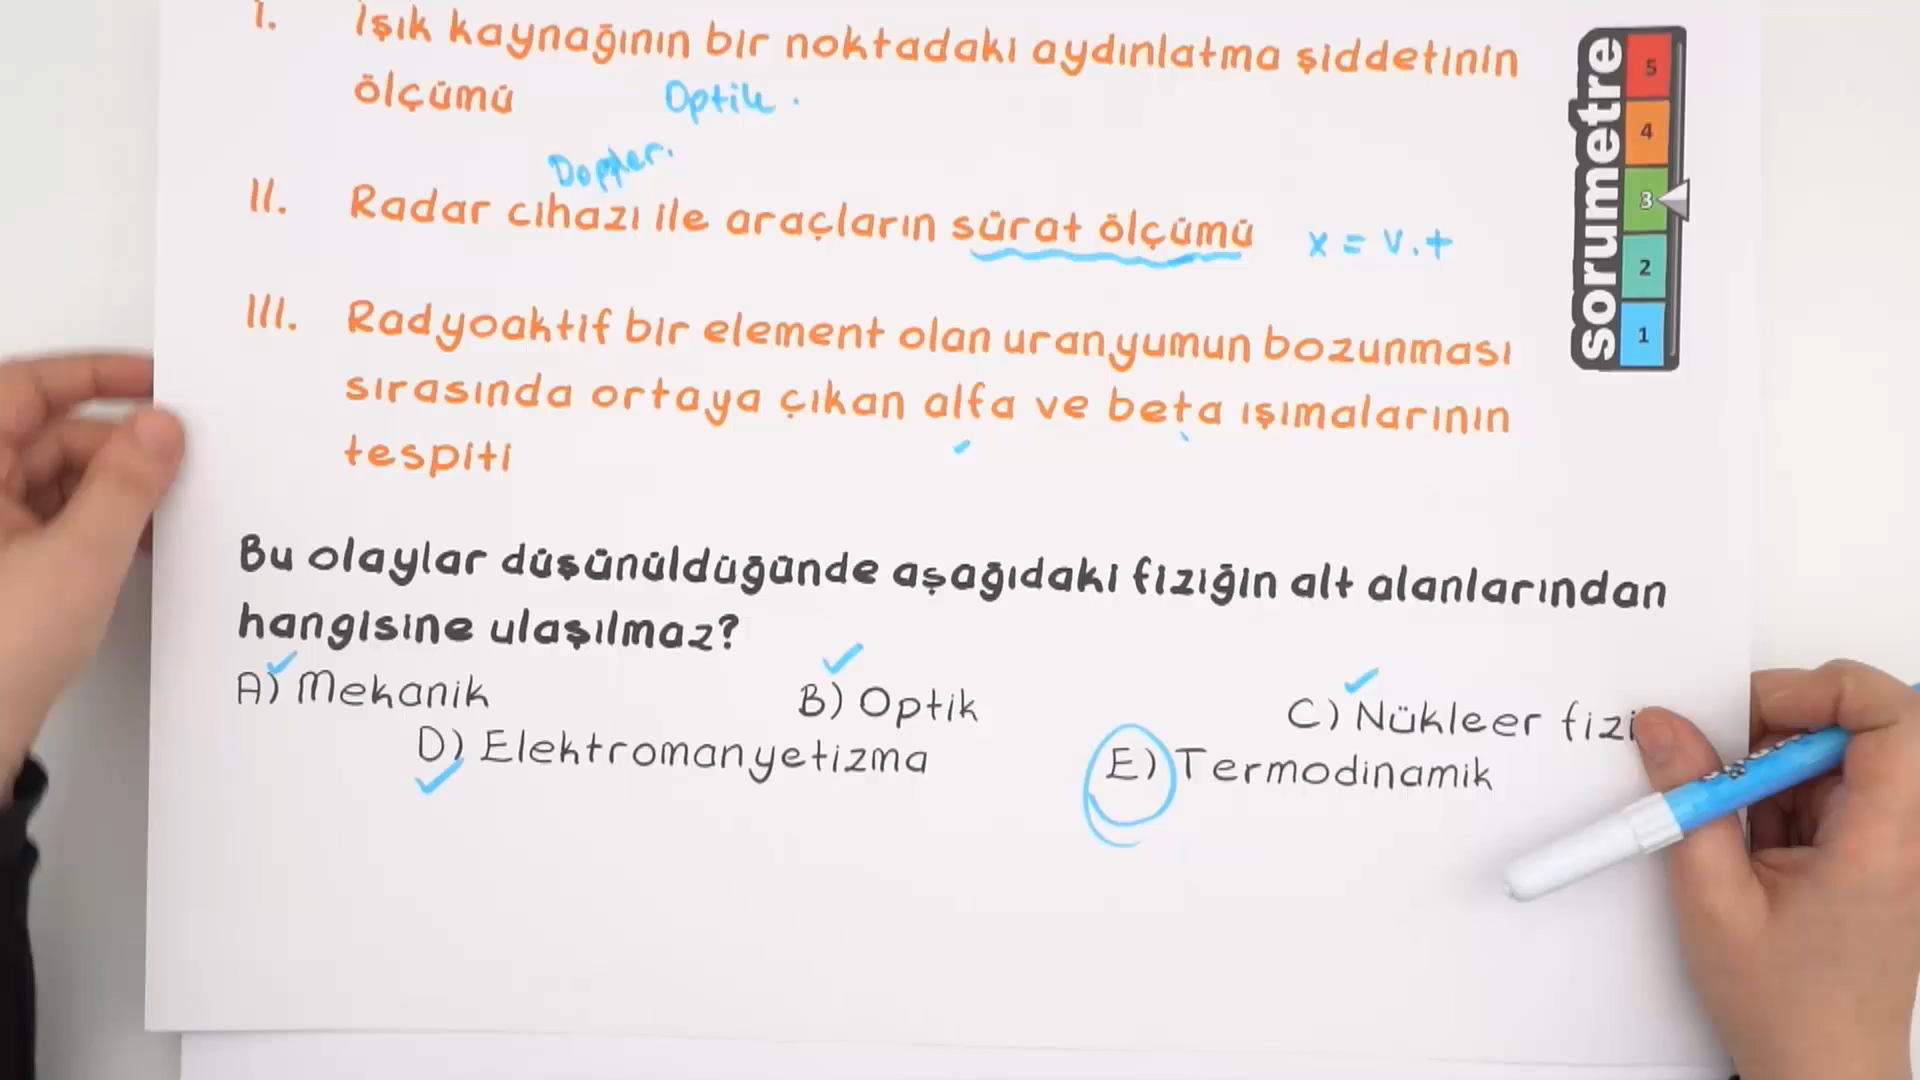 I. Işık kaynağının bir noktadaki aydınlatma şiddetinin
ölçümü
Optik.
Doppler.
II. Radar cihazı ile araçların sürat ölçümü
x = v.t
III. Radyoaktif bir element olan uranyumun bozunması
sırasında ortaya çıkan alfa ve beta ışımalarının
tespiti
Bu olaylar düşünüldüğünde aşağıdaki fiziğin alt alanlarından
hangisine ulaşılmaz?
A) Mekanik
B) Optik
C) Nükleer fizi
D) Elektromanyetizma
E) Termodinamik
sorumetre
5
4
3
2
1